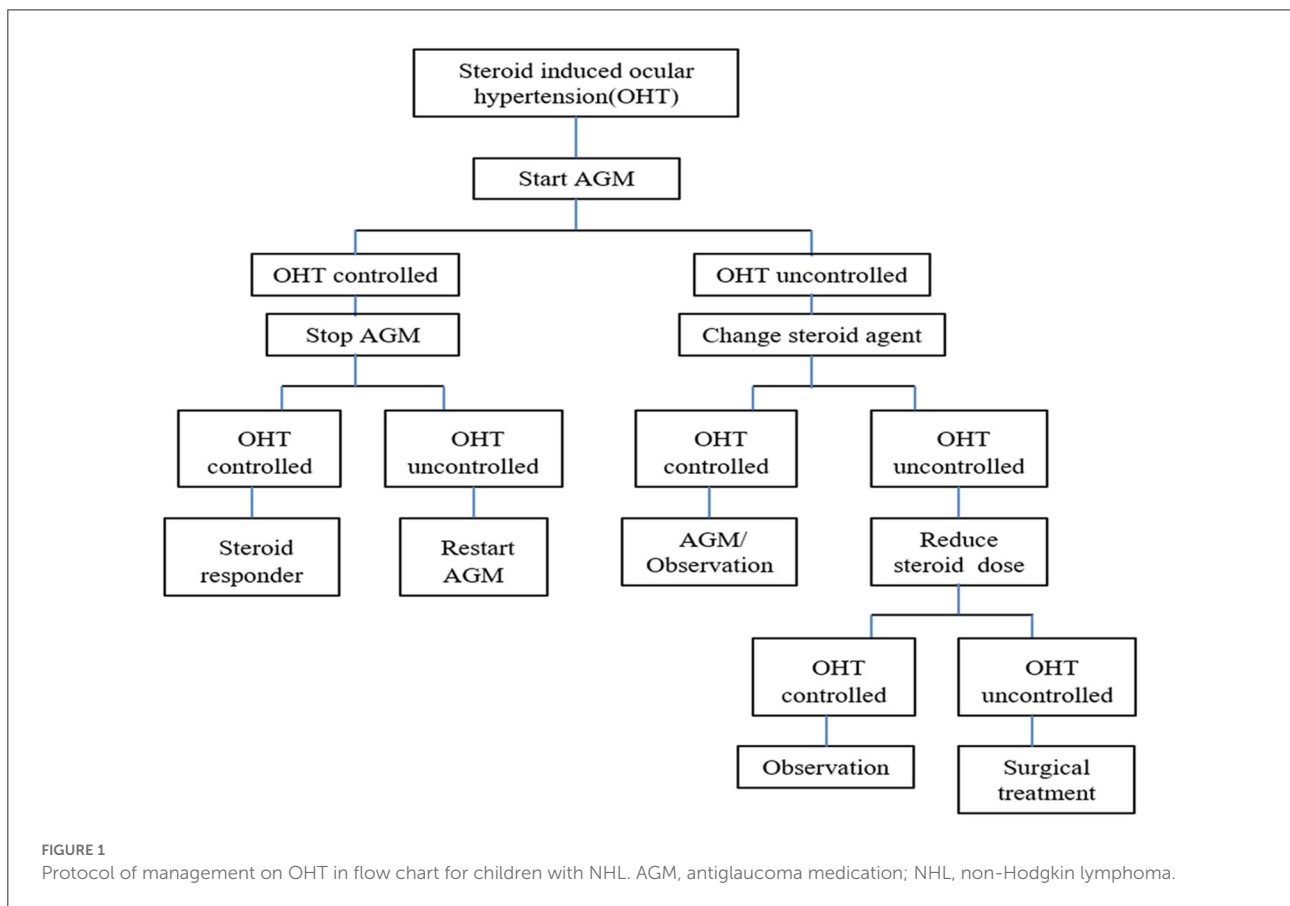 Steroid induced ocular
hypertension(OHT)
Start AGM
OHT controlled
OHT uncontrolled
Stop AGM
Change steroid agent
OHT
controlled
OHT
uncontrolled
OHT
controlled
OHT
uncontrolled
Steroid
responder
Restart
AGM
AGM/
Observation
Reduce
steroid dose
OHT
controlled
OHT
uncontrolled
Observation
Surgical
treatment
FIGURE 1
Protocol of management on OHT in flow chart for children with NHL. AGM, antiglaucoma medication; NHL, non-Hodgkin lymphoma.